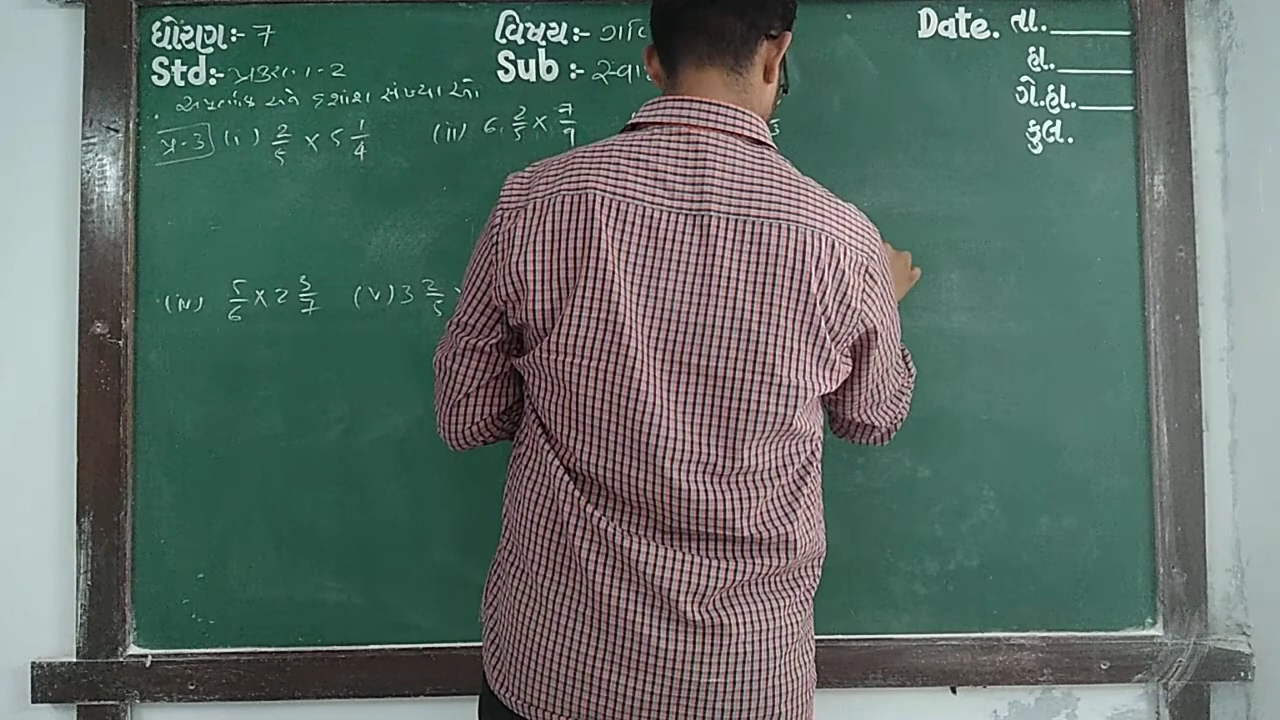 ધોરણઃ- 7 વિષયઃ- ગણિ Date. તા.
Std:- પ્રકરણ 1-2 Sub :- સ્વા હા.
અપૂર્ણાંક અને દશાંશ સંખ્યાઓ ગે.હા.
પ્ર-3 (i) 2/5 × 5 1/4 (ii) 6 2/5 × 7/9 કુલ.
(iv) 5/6 × 2 3/7 (v) 3 2/5